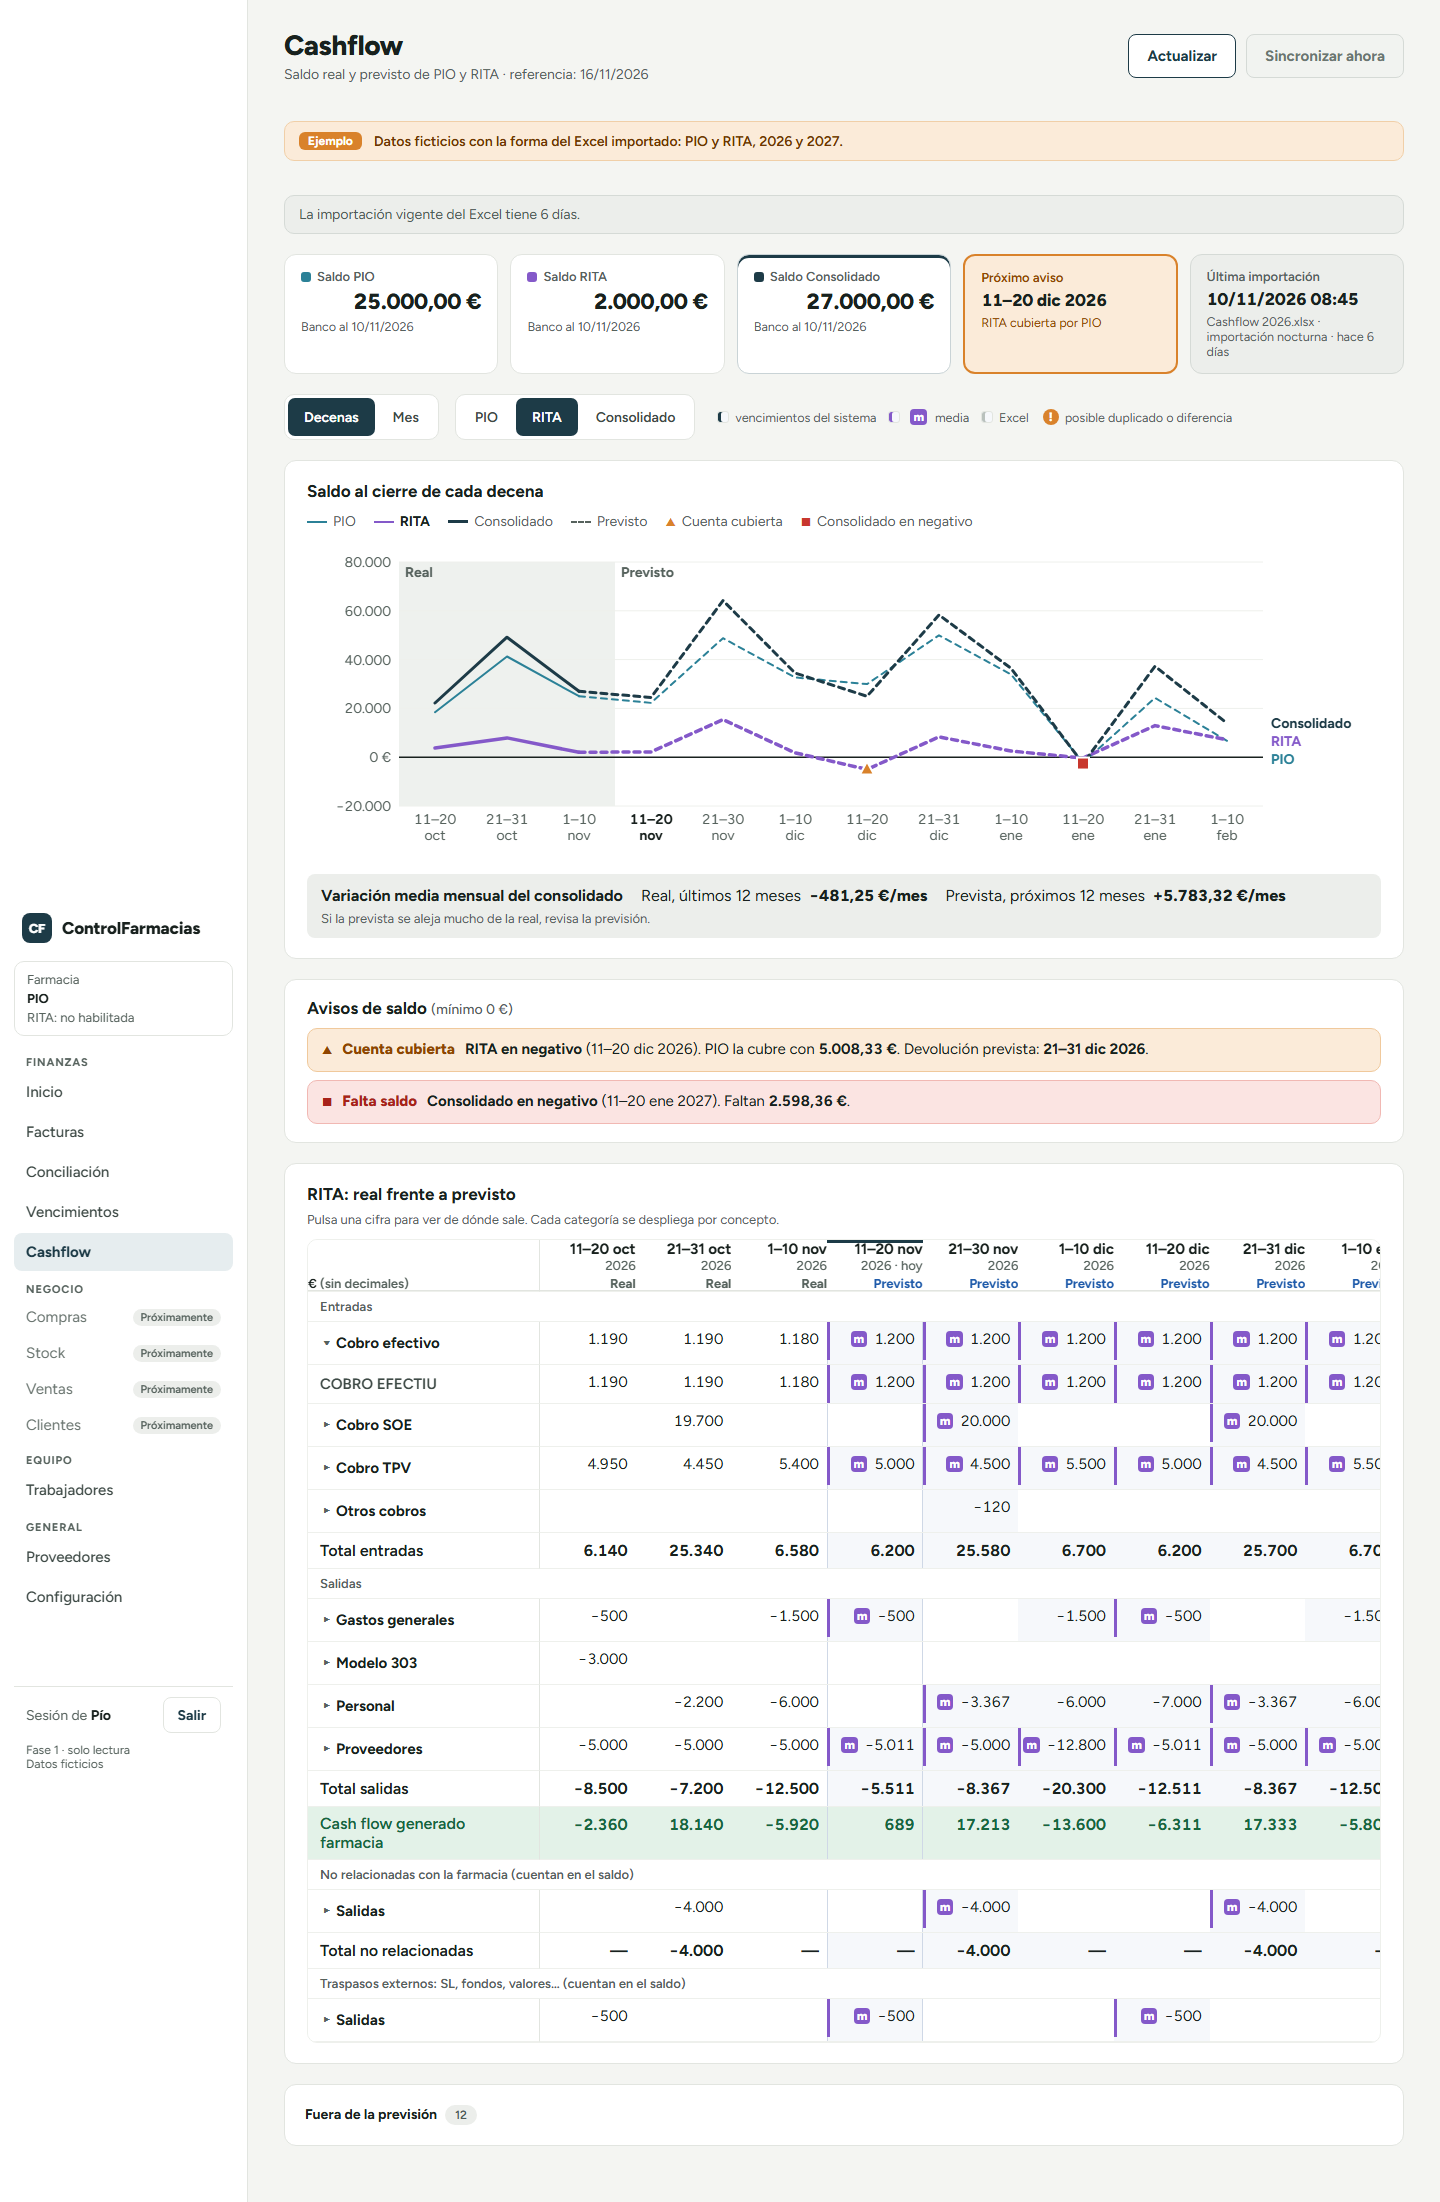 Cashflow
Saldo real y previsto de PIO y RITA · referencia: 16/11/2026
Actualizar
Sincronizar ahora
Ejemplo Datos ficticios con la forma del Excel importado: PIO y RITA, 2026 y 2027.
La importación vigente del Excel tiene 6 días.
Saldo PIO
25.000,00 €
Banco al 10/11/2026
Saldo RITA
2.000,00 €
Banco al 10/11/2026
Saldo Consolidado
27.000,00 €
Banco al 10/11/2026
Próximo aviso
11–20 dic 2026
RITA cubierta por PIO
Última importación
10/11/2026 08:45
Cashflow 2026.xlsx ·
importación nocturna · hace 6
días
Decenas Mes PIO RITA Consolidado vencimientos del sistema m media Excel ! posible duplicado o diferencia
Saldo al cierre de cada decena
PIO RITA Consolidado Previsto Cuenta cubierta Consolidado en negativo
80.000
60.000
40.000
20.000
0 €
−20.000
Real
Previsto
Consolidado
RITA
PIO
11–20 21–31 1–10 11–20 21–30 1–10 11–20 21–31 1–10 11–20 21–31 1–10
oct oct nov nov nov dic dic dic ene ene ene feb
Variación media mensual del consolidado Real, últimos 12 meses −481,25 €/mes Prevista, próximos 12 meses +5.783,32 €/mes
Si la prevista se aleja mucho de la real, revisa la previsión.
CF ControlFarmacias
Farmacia
PIO
RITA: no habilitada
FINANZAS
Inicio
Facturas
Conciliación
Vencimientos
Cashflow
NEGOCIO
Compras Próximamente
Stock Próximamente
Ventas Próximamente
Clientes Próximamente
EQUIPO
Trabajadores
GENERAL
Proveedores
Configuración
Sesión de Pío Salir
Fase 1 · solo lectura
Datos ficticios
Avisos de saldo (mínimo 0 €)
Cuenta cubierta RITA en negativo (11–20 dic 2026). PIO la cubre con 5.008,33 €. Devolución prevista: 21–31 dic 2026.
Falta saldo Consolidado en negativo (11–20 ene 2027). Faltan 2.598,36 €.
RITA: real frente a previsto
Pulsa una cifra para ver de dónde sale. Cada categoría se despliega por concepto.
11–20 oct 21–31 oct 1–10 nov 11–20 nov 21–30 nov 1–10 dic 11–20 dic 21–31 dic 1–10 e
2026 2026 2026 2026 · hoy 2026 2026 2026 2026 20
€ (sin decimales) Real Real Real Previsto Previsto Previsto Previsto Previsto Previ
Entradas
Cobro efectivo 1.190 1.190 1.180 m 1.200 m 1.200 m 1.200 m 1.200 m 1.200 m 1.20
COBRO EFECTIU 1.190 1.190 1.180 m 1.200 m 1.200 m 1.200 m 1.200 m 1.200 m 1.20
Cobro SOE 19.700 m 20.000 m 20.000
Cobro TPV 4.950 4.450 5.400 m 5.000 m 4.500 m 5.500 m 5.000 m 4.500 m 5.50
Otros cobros −120
Total entradas 6.140 25.340 6.580 6.200 25.580 6.700 6.200 25.700 6.70
Salidas
Gastos generales −500 −1.500 m −500 −1.500 m −500 −1.50
Modelo 303 −3.000
Personal −2.200 −6.000 m −3.367 −6.000 −7.000 m −3.367 −6.00
Proveedores −5.000 −5.000 −5.000 m −5.011 m −5.000 m −12.800 m −5.011 m −5.000 m −5.00
Total salidas −8.500 −7.200 −12.500 −5.511 −8.367 −20.300 −12.511 −8.367 −12.50
Cash flow generado
farmacia −2.360 18.140 −5.920 689 17.213 −13.600 −6.311 17.333 −5.80
No relacionadas con la farmacia (cuentan en el saldo)
Salidas −4.000 m −4.000 m −4.000
Total no relacionadas — −4.000 — — −4.000 — — −4.000 -
Traspasos externos: SL, fondos, valores… (cuentan en el saldo)
Salidas −500 m −500 m −500
Fuera de la previsión 12